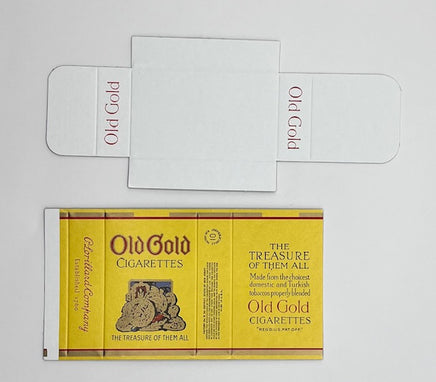 Old Gold
Old Gold
P. Lorillard Company
Established 1760
Old Gold
CIGARETTES
THE TREASURE OF THEM ALL
THE
TREASURE
OF THEM ALL
Made from the choicest
domestic and Turkish
tobaccos properly blended
Old Gold
CIGARETTES
"REG.U.S.PAT.OFF."